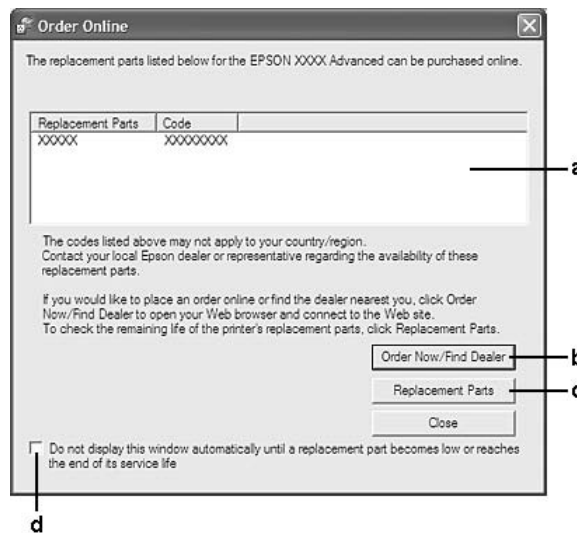 Order Online
The replacement parts listed below for the EPSON XXXX Advanced can be purchased online.
Replacement Parts Code
XXXXX XXXXXXXX
a
The codes listed above may not apply to your country/region.
Contact your local Epson dealer or representative regarding the availability of these
replacement parts.
If you would like to place an order online or find the dealer nearest you, click Order
Now/Find Dealer to open your Web browser and connect to the Web site.
To check the remaining life of the printer's replacement parts, click Replacement Parts.
Order Now/Find Dealer
b
Replacement Parts
c
Close
Do not display this window automatically until a replacement part becomes low or reaches
the end of its service life
d